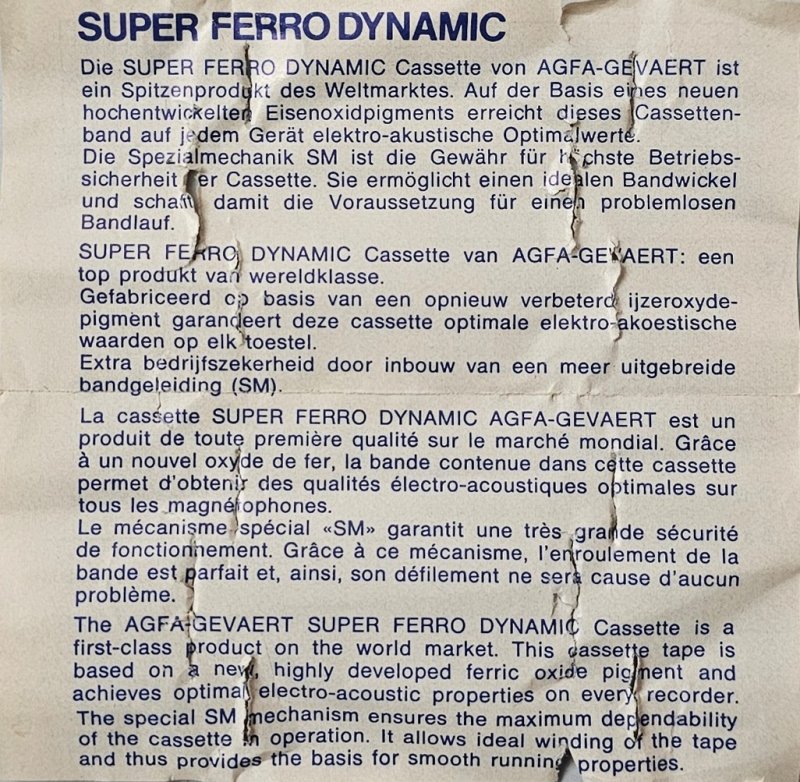 SUPER FERRO DYNAMIC
Die SUPER FERRO DYNAMIC Cassette von AGFA-GEVAERT ist
ein Spitzenprodukt des Weltmarktes. Auf der Basis eines neuen
hochentwickelten Eisenoxidpigments erreicht dieses Cassetten-
band auf jedem Gerät elektro-akustische Optimalwerte.
Die Spezialmechanik SM ist die Gewähr für höchste Betriebs-
sicherheit der Cassette. Sie ermöglicht einen idealen Bandwickel
und schafft damit die Voraussetzung für einen problemlosen
Bandlauf.
SUPER FERRO DYNAMIC Cassette van AGFA-GEVAERT: een
top produkt van wereldklasse.
Gefabriceerd op basis van een opnieuw verbeterd ijzeroxyde-
pigment garandeert deze cassette optimale elektro-akoestische
waarden op elk toestel.
Extra bedrijfszekerheid door inbouw van een meer uitgebreide
bandgeleiding (SM).
La cassette SUPER FERRO DYNAMIC AGFA-GEVAERT est un
produit de toute première qualité sur le marché mondial. Grâce
à un nouvel oxyde de fer, la bande contenue dans cette cassette
permet d'obtenir des qualités électro-acoustiques optimales sur
tous les magnétophones.
Le mécanisme spécial «SM» garantit une très grande sécurité
de fonctionnement. Grâce à ce mécanisme, l'enroulement de la
bande est parfait et, ainsi, son défilement ne sera cause d'aucun
problème.
The AGFA-GEVAERT SUPER FERRO DYNAMIC Cassette is a
first-class product on the world market. This cassette tape is
based on a new, highly developed ferric oxide pigment and
achieves optimal electro-acoustic properties on every recorder.
The special SM mechanism ensures the maximum dependability
of the cassette in operation. It allows ideal winding of the tape
and thus provides the basis for smooth running properties.